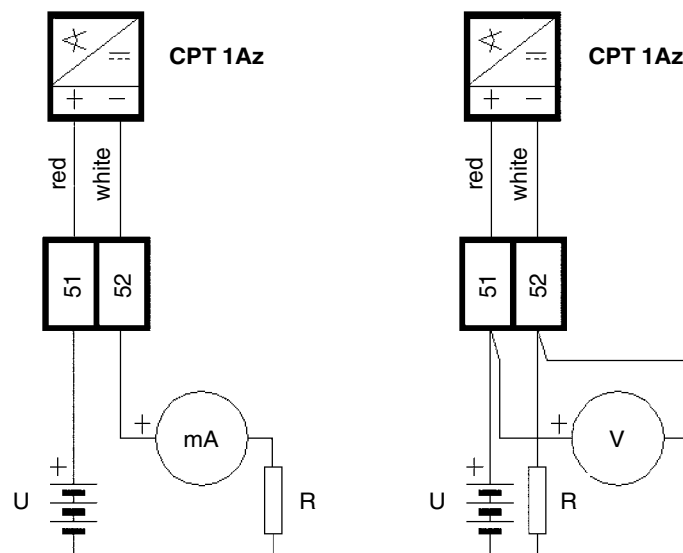 CPT 1Az
+ −
red
white
51
52
+
mA
+
U
R
CPT 1Az
+ −
red
white
51
52
+
V
+
U
R